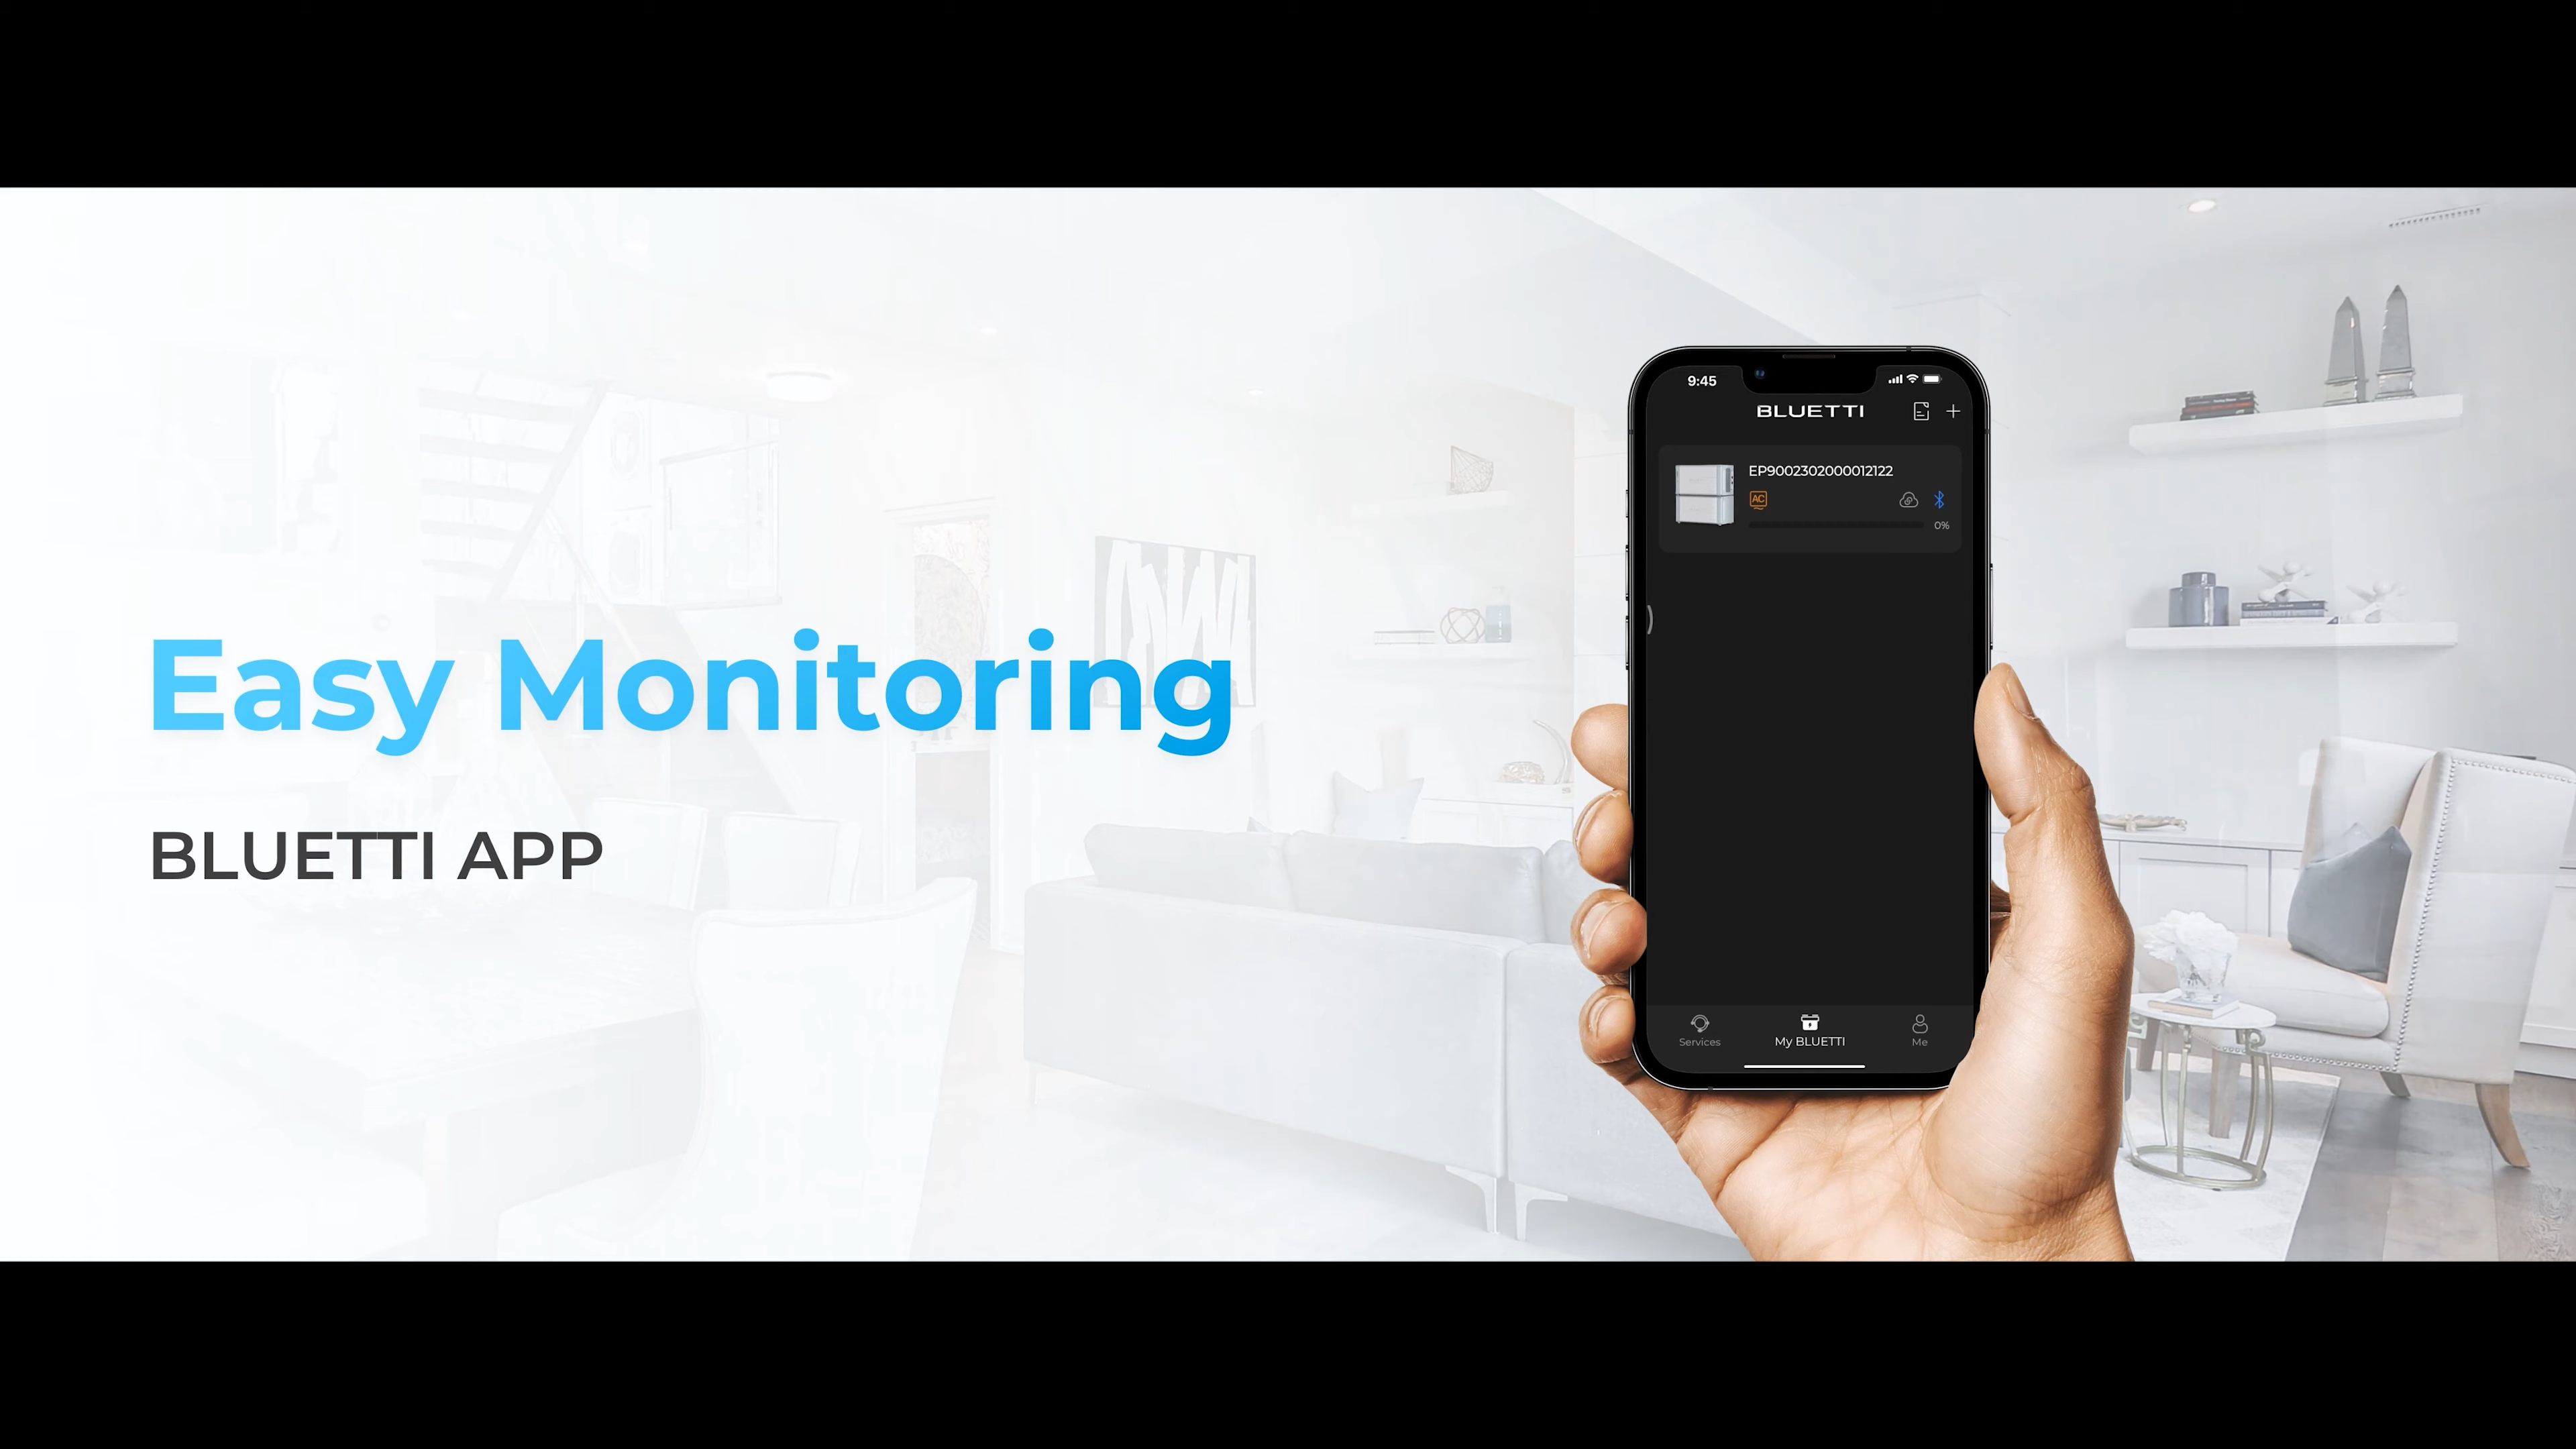 Easy Monitoring
BLUETTI APP
9:45
BLUETTI
EP9002302000012122
AC
0%
Services
My BLUETTI
Me